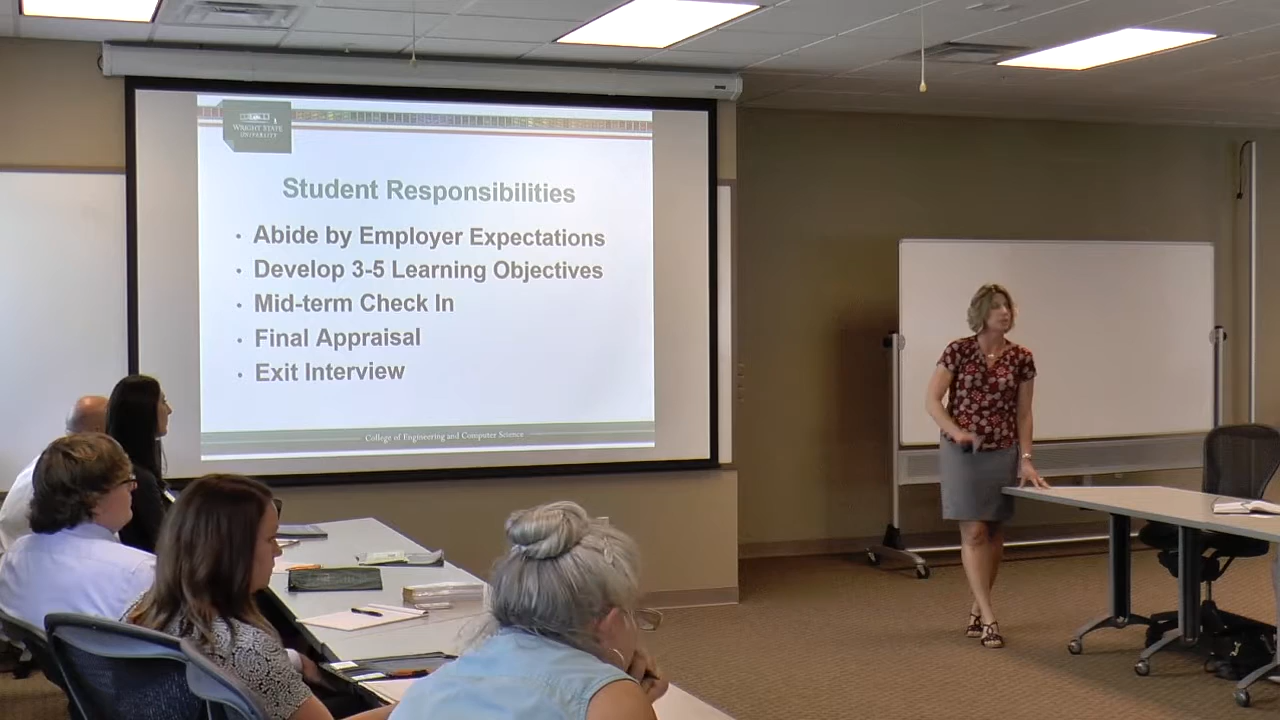 WRIGHT STATE
UNIVERSITY
Student Responsibilities
• Abide by Employer Expectations
• Develop 3-5 Learning Objectives
• Mid-term Check In
• Final Appraisal
• Exit Interview
College of Engineering and Computer Science